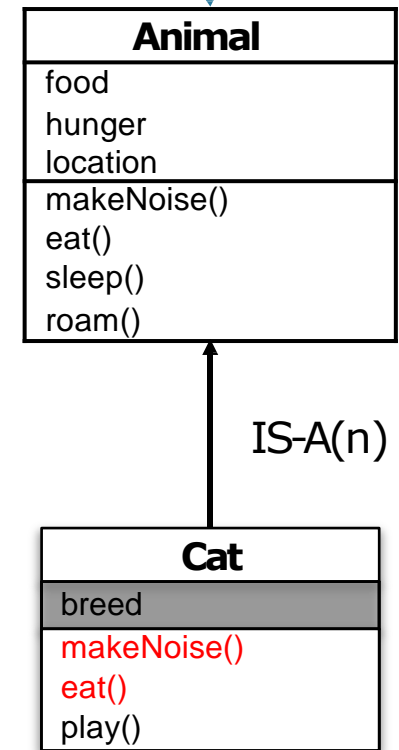 Animal
food
hunger
location
makeNoise()
eat()
sleep()
roam()
IS-A(n)
Cat
breed
makeNoise()
eat()
play()